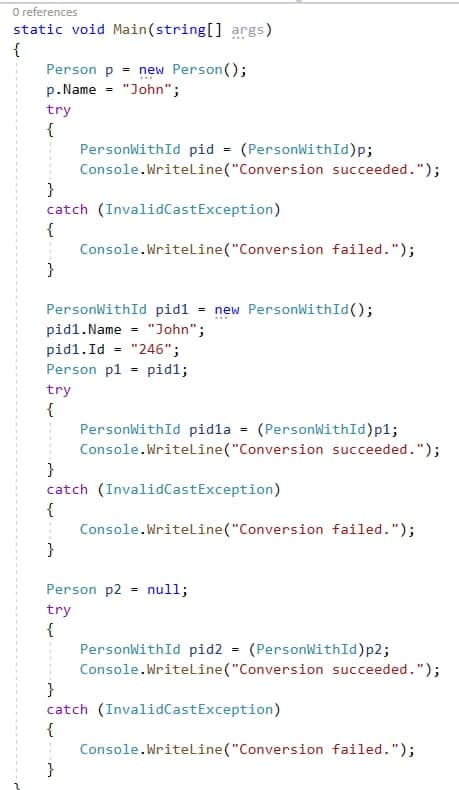 0 references
static void Main(string[] args)
{
    Person p = new Person();
    p.Name = "John";
    try
    {
        PersonWithId pid = (PersonWithId)p;
        Console.WriteLine("Conversion succeeded.");
    }
    catch (InvalidCastException)
    {
        Console.WriteLine("Conversion failed.");
    }

    PersonWithId pid1 = new PersonWithId();
    pid1.Name = "John";
    pid1.Id = "246";
    Person p1 = pid1;
    try
    {
        PersonWithId pid1a = (PersonWithId)p1;
        Console.WriteLine("Conversion succeeded.");
    }
    catch (InvalidCastException)
    {
        Console.WriteLine("Conversion failed.");
    }

    Person p2 = null;
    try
    {
        PersonWithId pid2 = (PersonWithId)p2;
        Console.WriteLine("Conversion succeeded.");
    }
    catch (InvalidCastException)
    {
        Console.WriteLine("Conversion failed.");
    }
}